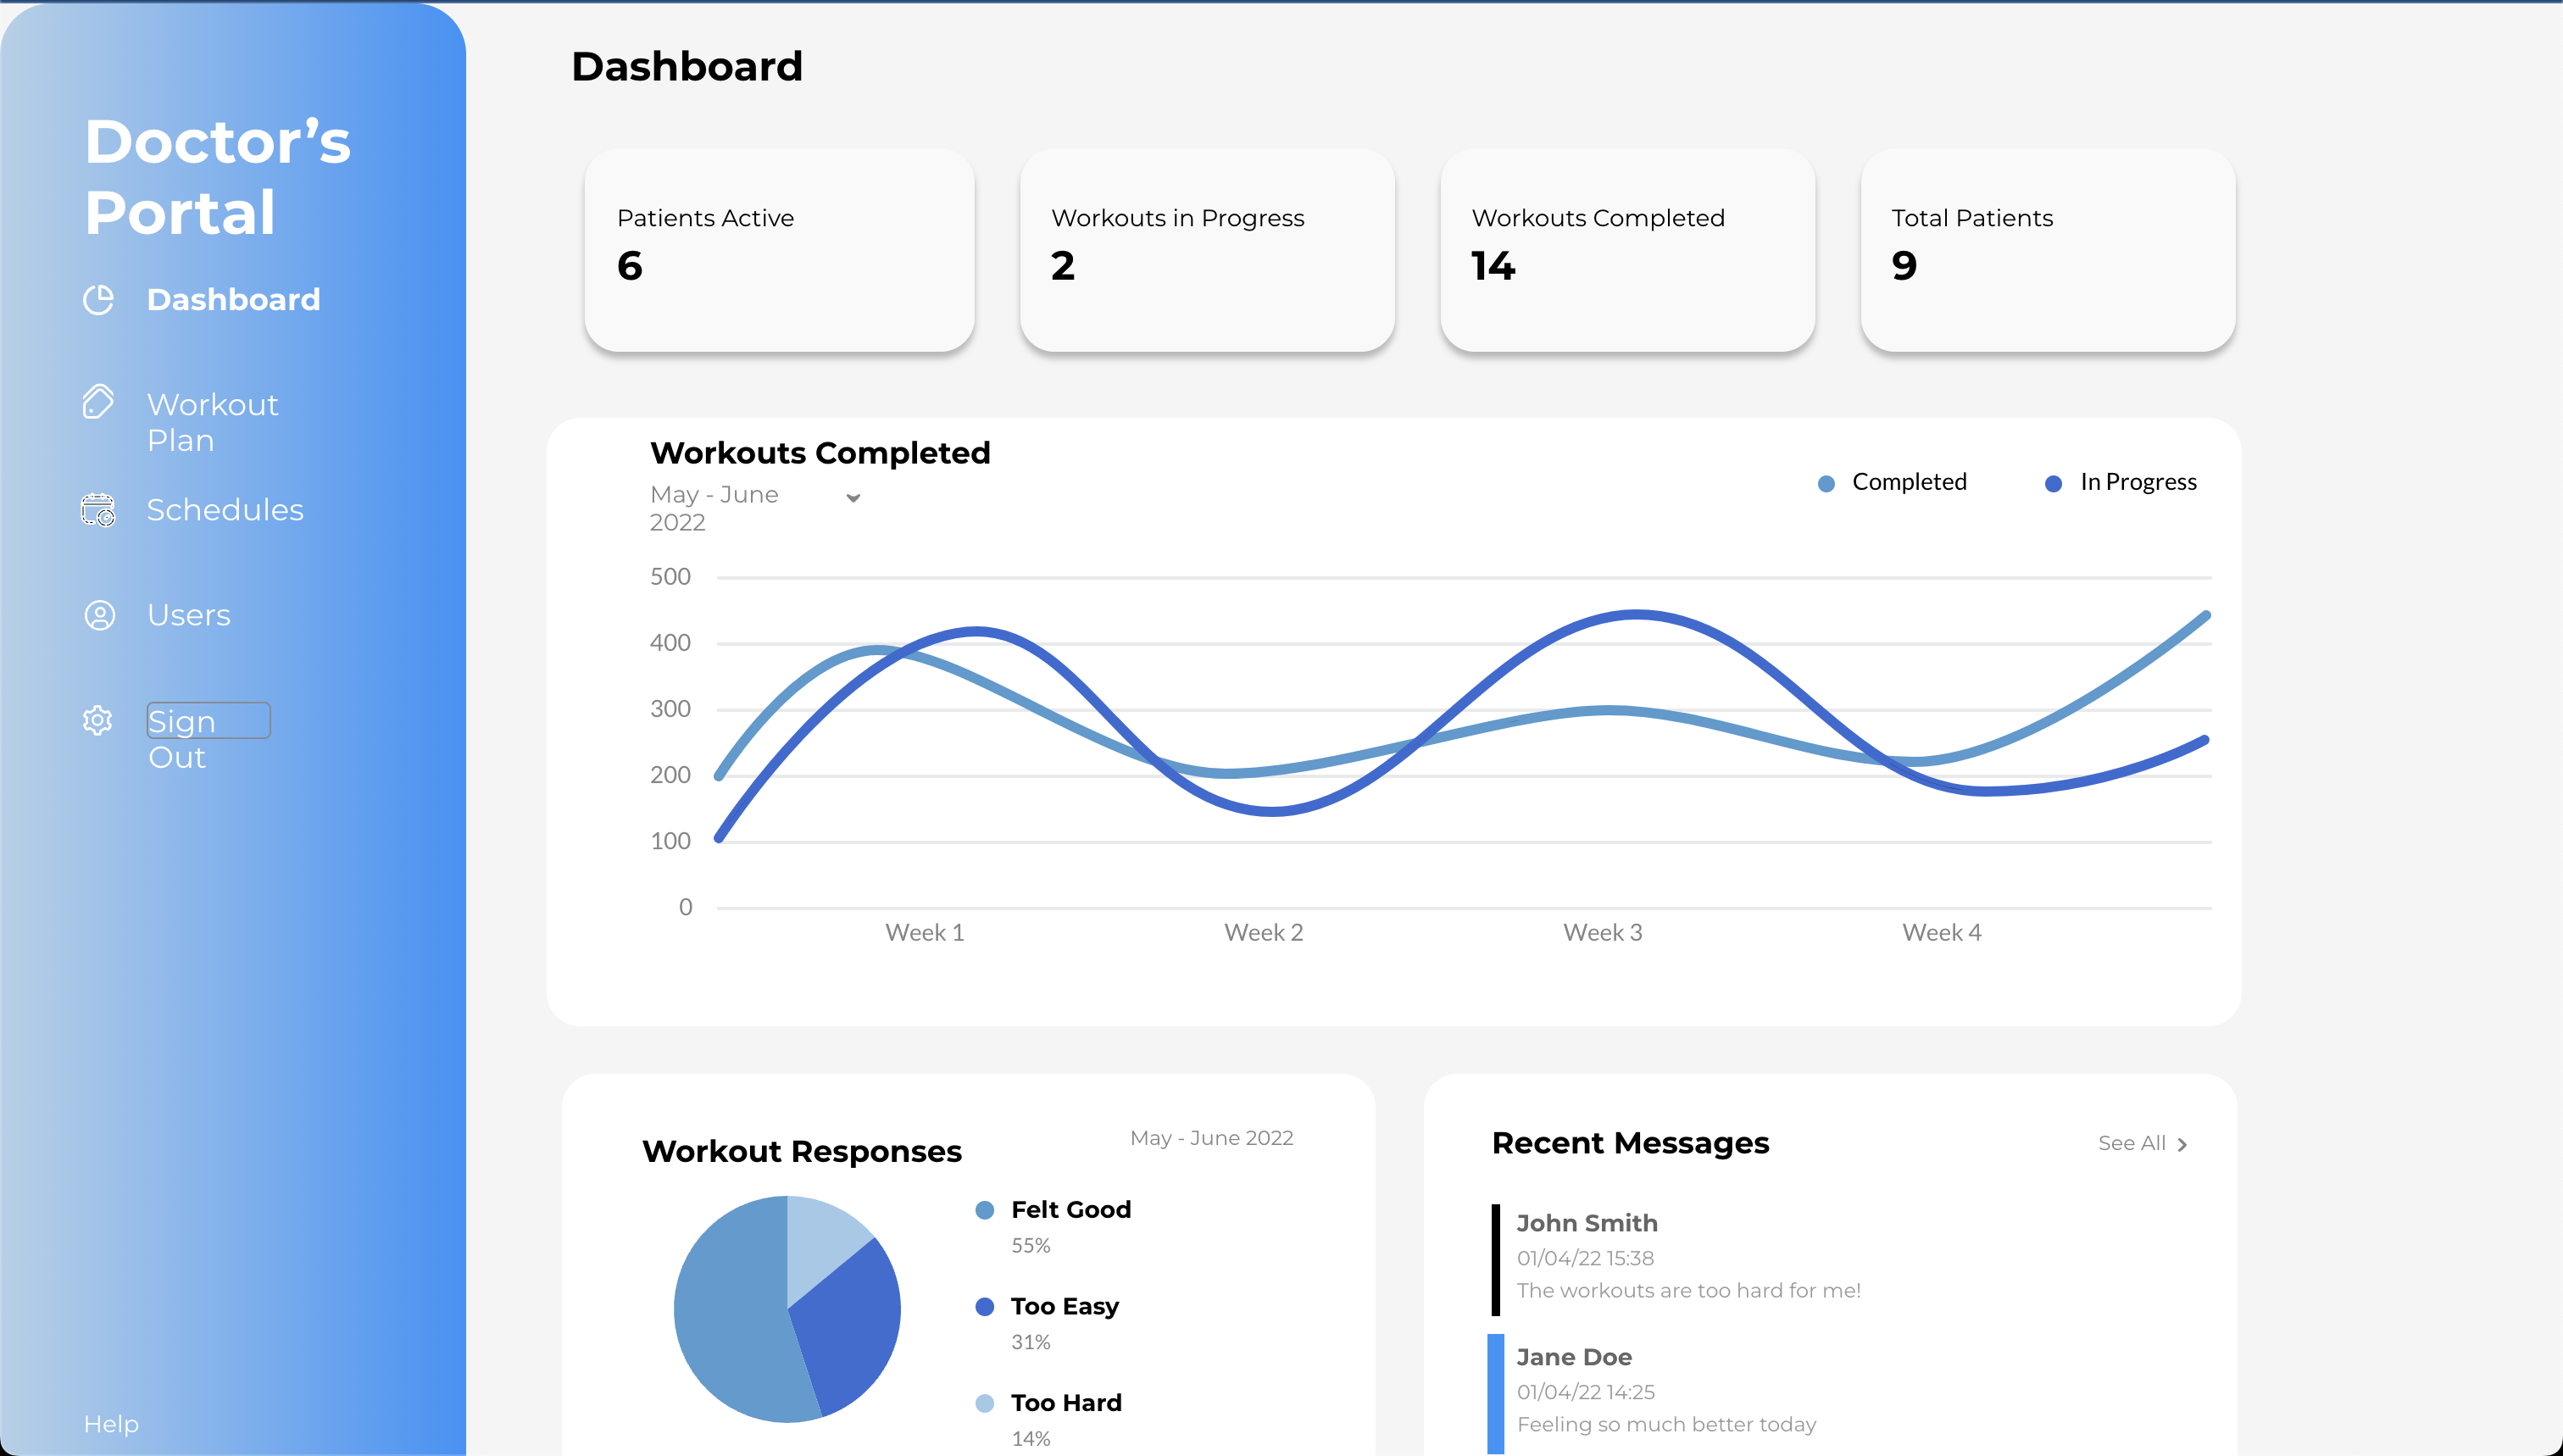 Doctor’s
Portal
Dashboard
Workout
Plan
Schedules
Users
Sign
Out
Help
Dashboard
Patients Active
6
Workouts in Progress
2
Workouts Completed
14
Total Patients
9
Workouts Completed
May - June
2022
Completed
In Progress
500
400
300
200
100
0
Week 1
Week 2
Week 3
Week 4
Workout Responses
May - June 2022
Felt Good
55%
Too Easy
31%
Too Hard
14%
Recent Messages
See All
John Smith
01/04/22 15:38
The workouts are too hard for me!
Jane Doe
01/04/22 14:25
Feeling so much better today